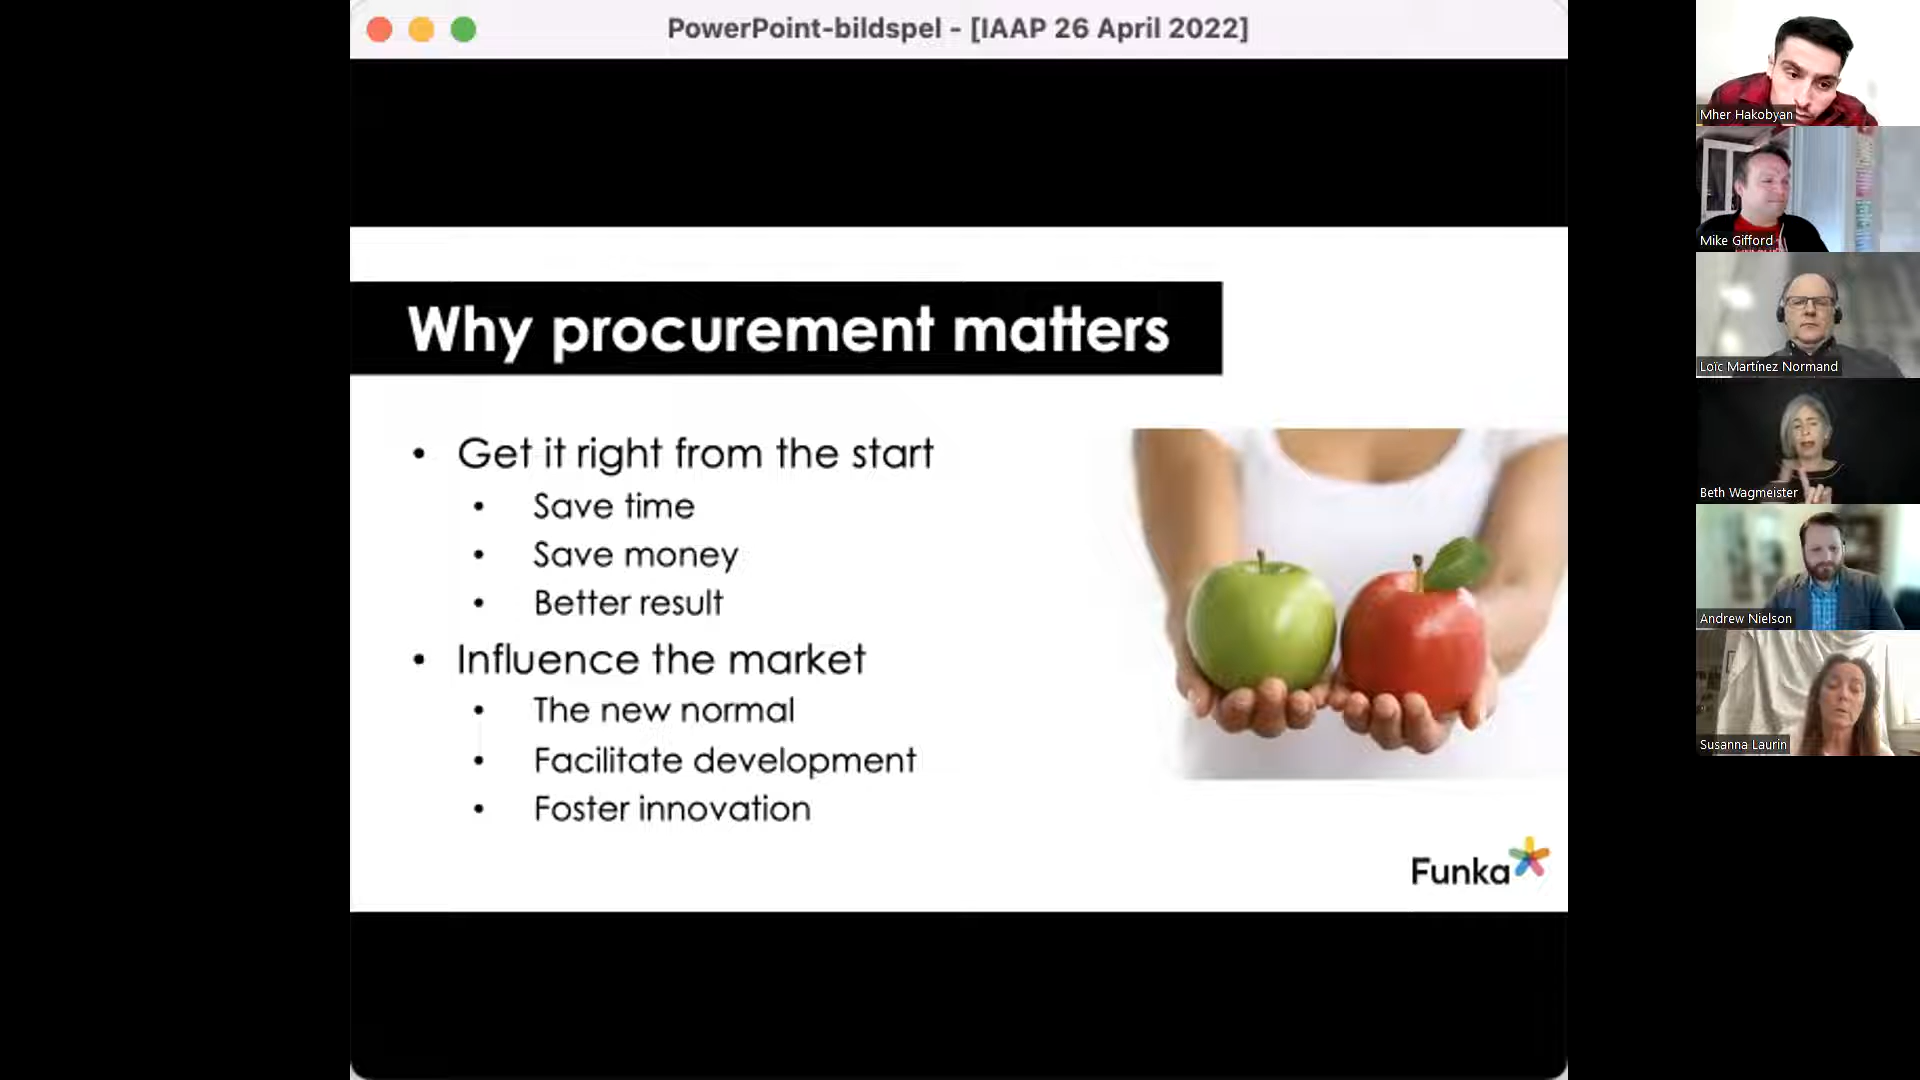 PowerPoint-bildspel - [IAAP 26 April 2022]
Why procurement matters
• Get it right from the start
• Save time
• Save money
• Better result
• Influence the market
• The new normal
• Facilitate development
• Foster innovation
Funka
Mher Hakobyan
Mike Gifford
Loïc Martínez Normand
Beth Wagmeister
Andrew Nielson
Susanna Laurin